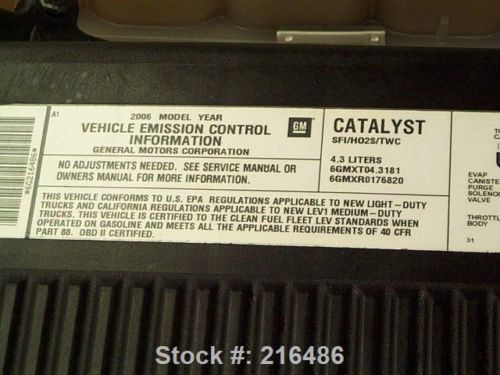 A1
2006 MODEL YEAR
VEHICLE EMISSION CONTROL
INFORMATION
GENERAL MOTORS CORPORATION
GM
CATALYST
SFI/HO2S/TWC
NO ADJUSTMENTS NEEDED. SEE SERVICE MANUAL OR
OWNERS MANUAL FOR MORE INFORMATION.
4.3 LITERS
6GMXT04.3181
6GMXR0176820
THIS VEHICLE CONFORMS TO U.S. EPA REGULATIONS APPLICABLE TO NEW LIGHT-DUTY
TRUCKS AND CALIFORNIA REGULATIONS APPLICABLE TO NEW LEV1 MEDIUM-DUTY
TRUCKS. THIS VEHICLE IS CERTIFIED TO THE CLEAN FUEL FLEET LEV STANDARDS WHEN
OPERATED ON GASOLINE AND MEETS ALL THE APPLICABLE REQUIREMENTS OF 40 CFR
PART 88. OBD II CERTIFIED.
EVAP
CANISTE
PURGE
SOLENO
VALVE
THROTTL
BODY
31
Stock #: 216486